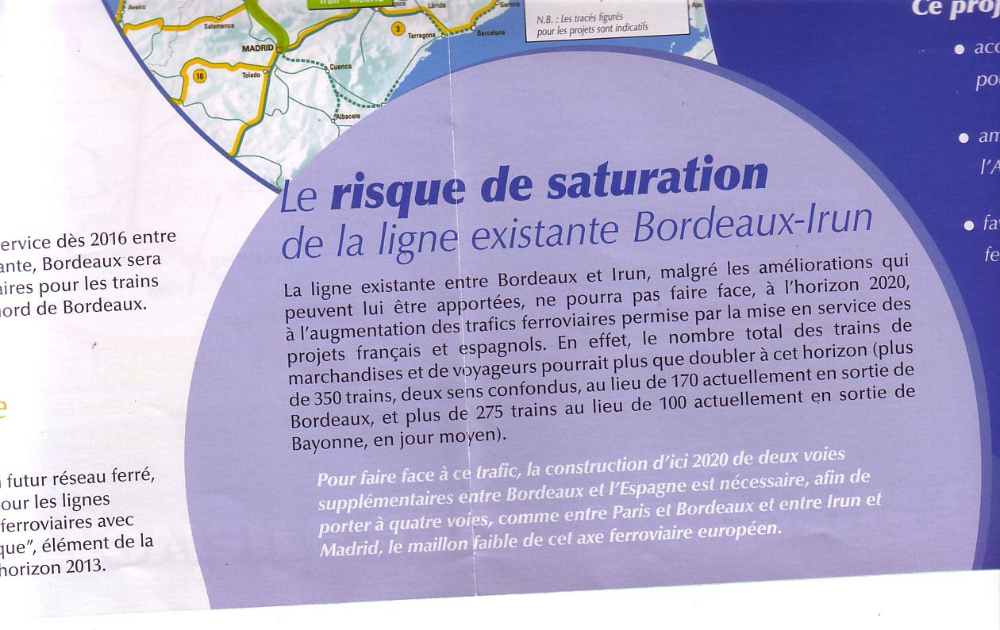 Aveiro
Salamanca
MADRID
Toledo
16
3
Lérida
Gerona
Tarragona
Barcelona
Cuenca
Albacete
N.B. : Les tracés figurés
pour les projets sont indicatifs
Ce
Le risque de saturation
de la ligne existante Bordeaux-Irun
La ligne existante entre Bordeaux et Irun, malgré les améliorations qui
peuvent lui être apportées, ne pourra pas faire face, à l'horizon 2020,
à l'augmentation des trafics ferroviaires permise par la mise en service des
projets français et espagnols. En effet, le nombre total des trains de
marchandises et de voyageurs pourrait plus que doubler à cet horizon (plus
de 350 trains, deux sens confondus, au lieu de 170 actuellement en sortie de
Bordeaux, et plus de 275 trains au lieu de 100 actuellement en sortie de
Bayonne, en jour moyen).
Pour faire face à ce trafic, la construction d'ici 2020 de deux voies
supplémentaires entre Bordeaux et l'Espagne est nécessaire, afin de
porter à quatre voies, comme entre Paris et Bordeaux et entre Irun et
Madrid, le maillon faible de cet axe ferroviaire européen.
ervice dès 2016 entre
ante, Bordeaux sera
aires pour les trains
nord de Bordeaux.
e
futur réseau ferré,
our les lignes
ferroviaires avec
que", élément de la
horizon 2013.